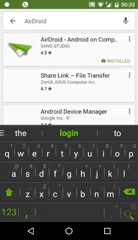 00:33
AirDroid
AirDroid - Android on Comp..
SAND STUDIO
4.5 ★
INSTALLED
Share Link – File Transfer
ZenUI, ASUS Computer Inc.
4.7 ★
Android Device Manager
Google Inc.
4.2 ★
the login to
q w e r t y u i o p
a s d f g h j k l
z x c v b n m
123 , .